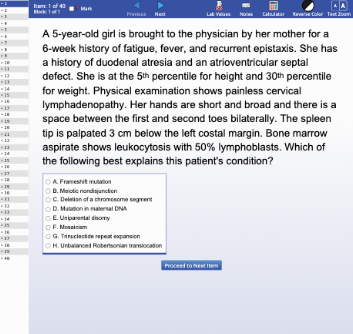 Item: 1 of 40
Block: 1 of 1
Mark
Previous
Next
Lab Values
Notes
Calculator
Reverse Color
Text Zoom
A 5-year-old girl is brought to the physician by her mother for a
6-week history of fatigue, fever, and recurrent epistaxis. She has
a history of duodenal atresia and an atrioventricular septal
defect. She is at the 5th percentile for height and 30th percentile
for weight. Physical examination shows painless cervical
lymphadenopathy. Her hands are short and broad and there is a
space between the first and second toes bilaterally. The spleen
tip is palpated 3 cm below the left costal margin. Bone marrow
aspirate shows leukocytosis with 50% lymphoblasts. Which of
the following best explains this patient's condition?
A. Frameshift mutation
B. Meiotic nondisjunction
C. Deletion of a chromosome segment
D. Mutation in maternal DNA
E. Uniparental disomy
F. Mosaicism
G. Trinucleotide repeat expansion
H. Unbalanced Robertsonian translocation
Proceed to Next Item